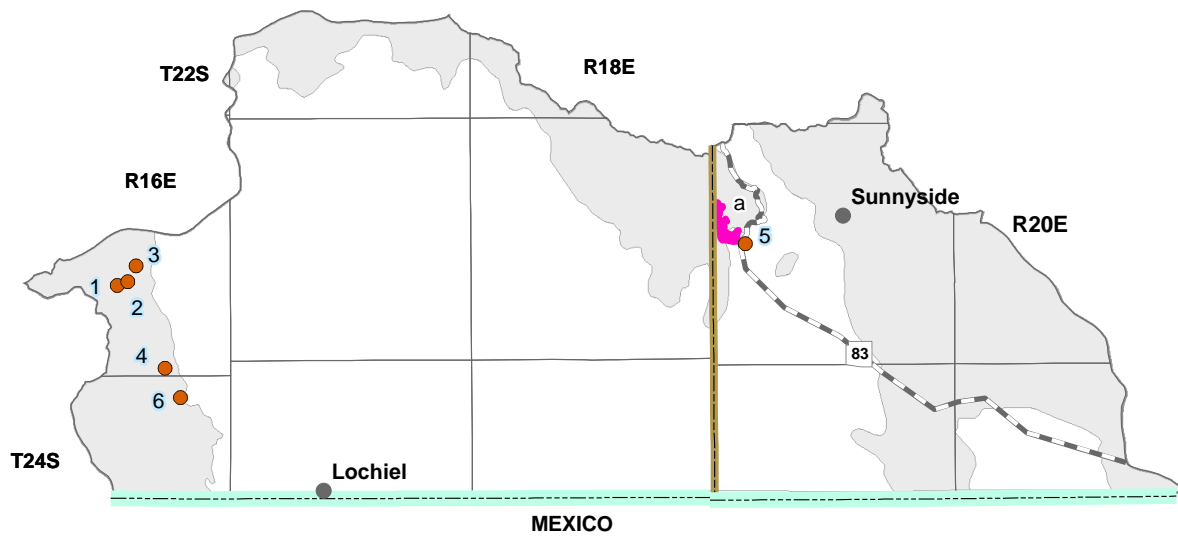 R18E
T22S
R16E
a
Sunnyside
5
R20E
3
1
2
4
83
6
T24S
Lochiel
MEXICO